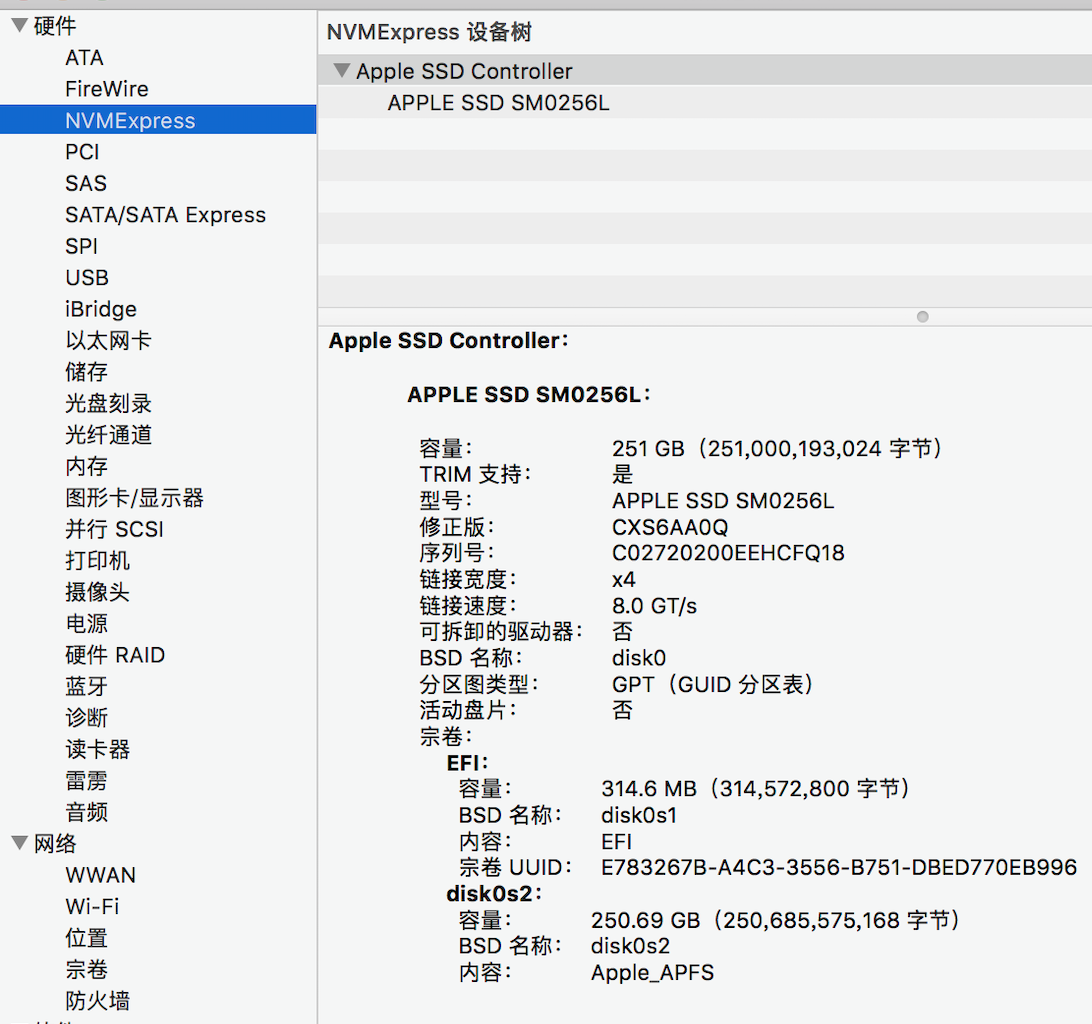 硬件
ATA
FireWire
NVMExpress
PCI
SAS
SATA/SATA Express
SPI
USB
iBridge
以太网卡
储存
光盘刻录
光纤通道
内存
图形卡/显示器
并行 SCSI
打印机
摄像头
电源
硬件 RAID
蓝牙
诊断
读卡器
雷雳
音频
网络
WWAN
Wi-Fi
位置
宗卷
防火墙
NVMExpress 设备树
Apple SSD Controller
APPLE SSD SM0256L
Apple SSD Controller：
APPLE SSD SM0256L：
容量： 251 GB（251,000,193,024 字节）
TRIM 支持： 是
型号： APPLE SSD SM0256L
修正版： CXS6AA0Q
序列号： C02720200EEHCFQ18
链接宽度： x4
链接速度： 8.0 GT/s
可拆卸的驱动器： 否
BSD 名称： disk0
分区图类型： GPT（GUID 分区表）
活动盘片： 否
宗卷：
EFI：
容量： 314.6 MB（314,572,800 字节）
BSD 名称： disk0s1
内容： EFI
宗卷 UUID： E783267B-A4C3-3556-B751-DBED770EB996
disk0s2：
容量： 250.69 GB（250,685,575,168 字节）
BSD 名称： disk0s2
内容： Apple_APFS